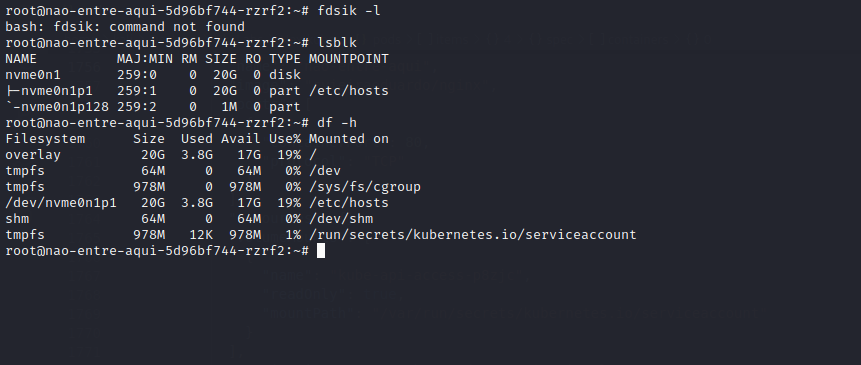 root@nao-entre-aqui-5d96bf744-rzrf2:~# fdsik -l
bash: fdsik: command not found
root@nao-entre-aqui-5d96bf744-rzrf2:~# lsblk
NAME          MAJ:MIN RM SIZE RO TYPE MOUNTPOINT
nvme0n1       259:0    0  20G  0 disk
|-nvme0n1p1   259:1    0  20G  0 part /etc/hosts
`-nvme0n1p128 259:2    0   1M  0 part
root@nao-entre-aqui-5d96bf744-rzrf2:~# df -h
Filesystem      Size  Used Avail Use% Mounted on
overlay          20G  3.8G   17G  19% /
tmpfs            64M     0   64M   0% /dev
tmpfs           978M     0  978M   0% /sys/fs/cgroup
/dev/nvme0n1p1   20G  3.8G   17G  19% /etc/hosts
shm              64M     0   64M   0% /dev/shm
tmpfs           978M   12K  978M   1% /run/secrets/kubernetes.io/serviceaccount
root@nao-entre-aqui-5d96bf744-rzrf2:~#